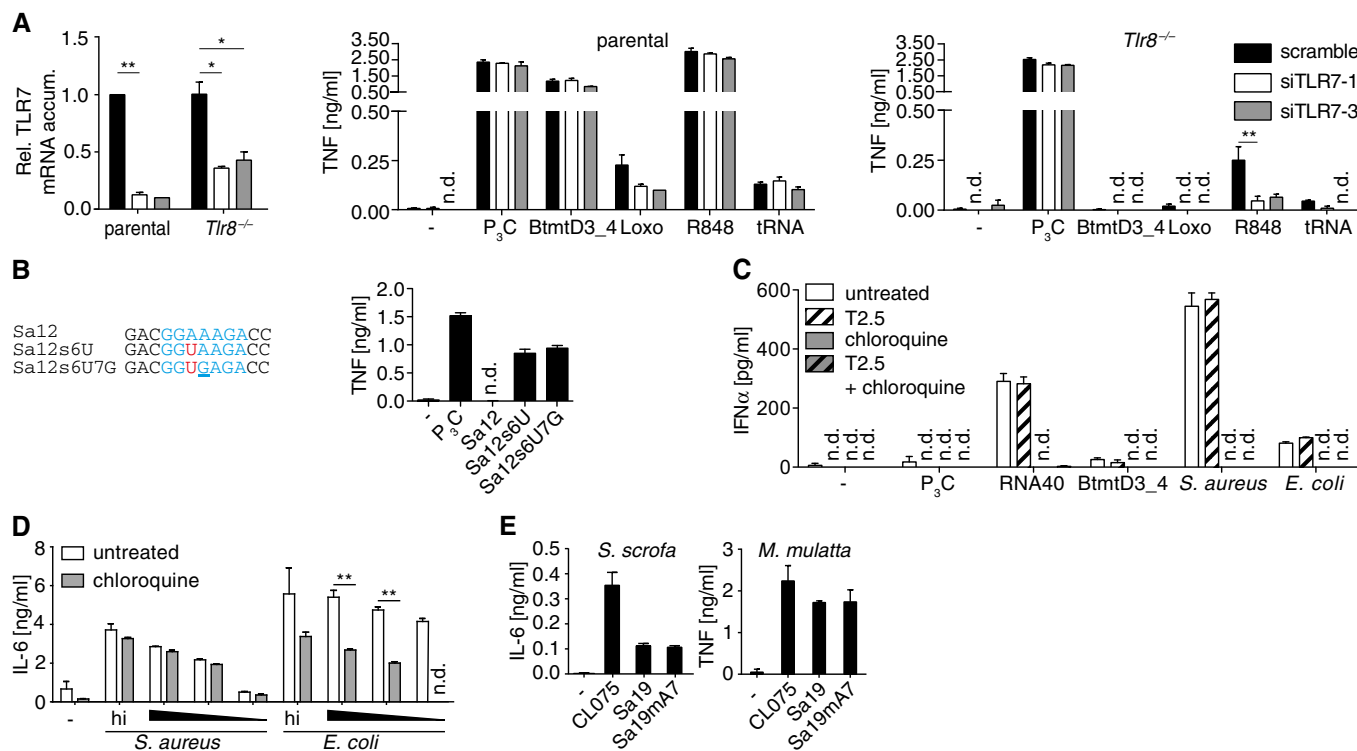 A
Rel. TLR7
mRNA accum.
1.5
1.0
0.5
0.0
**
*
*
parental
Tlr8–/–
parental
TNF [ng/ml]
3.50
2.50
1.50
0.50
0.50
0.25
0.00
n.d.
-
P3C
BtmtD3_4
Loxo
R848
tRNA
Tlr8–/–
TNF [ng/ml]
3.50
2.50
1.50
0.50
0.50
0.25
0.00
n.d.
n.d.
n.d.
n.d.
n.d.
**
n.d.
-
P3C
BtmtD3_4
Loxo
R848
tRNA
scramble
siTLR7-1
siTLR7-3
B
Sa12 GACGGAAAGACC
Sa12s6U GACGGUAAGACC
Sa12s6U7G GACGGUGAGACC
TNF [ng/ml]
2.0
1.5
1.0
0.5
0.0
n.d.
-
P3C
Sa12
Sa12s6U
Sa12s6U7G
C
untreated
T2.5
chloroquine
T2.5
+ chloroquine
IFNα [pg/ml]
600
300
0
n.d.
n.d.
n.d.
n.d.
n.d.
n.d.
n.d.
n.d.
n.d.
n.d.
n.d.
n.d.
n.d.
-
P3C
RNA40
BtmtD3_4
S. aureus
E. coli
D
untreated
chloroquine
IL-6 [ng/ml]
8
6
4
2
0
**
**
n.d.
-
hi
hi
S. aureus
E. coli
E
S. scrofa
IL-6 [ng/ml]
0.5
0.4
0.3
0.2
0.1
0.0
-
CL075
Sa19
Sa19mA7
M. mulatta
TNF [ng/ml]
3
2
1
0
-
CL075
Sa19
Sa19mA7